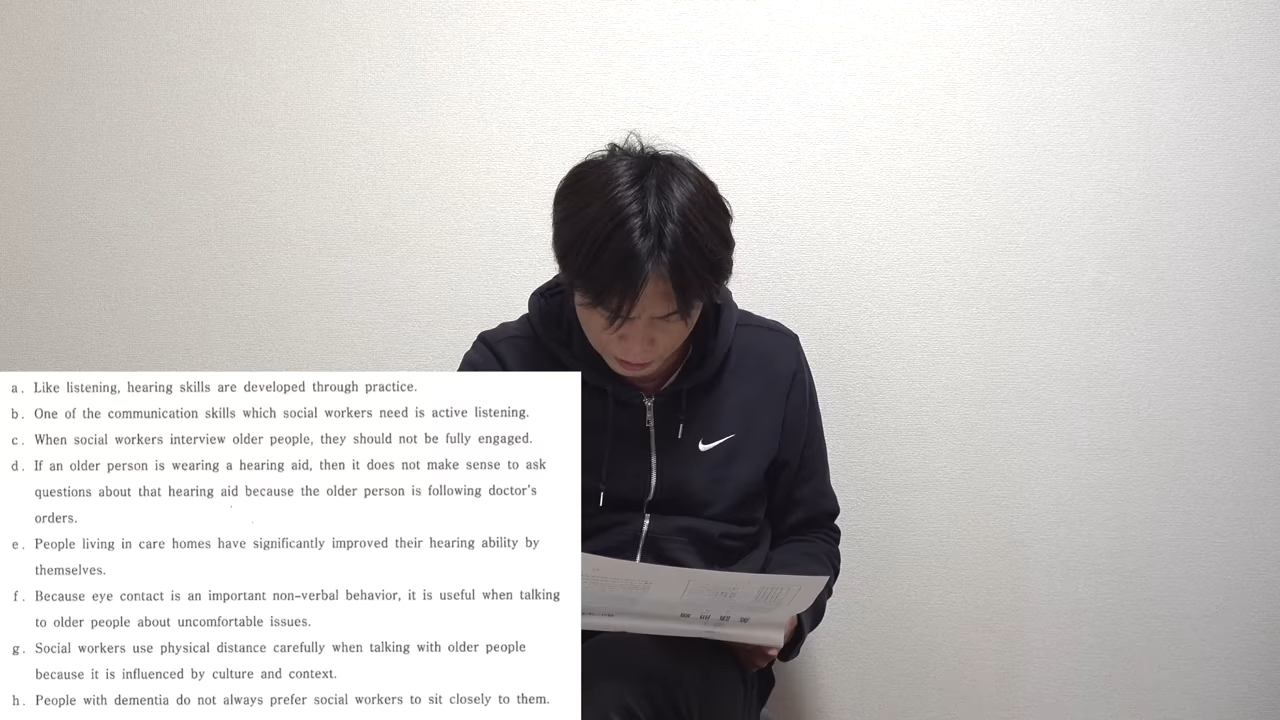 a. Like listening, hearing skills are developed through practice.
b. One of the communication skills which social workers need is active listening.
c. When social workers interview older people, they should not be fully engaged.
d. If an older person is wearing a hearing aid, then it does not make sense to ask
questions about that hearing aid because the older person is following doctor's
orders.
e. People living in care homes have significantly improved their hearing ability by
themselves.
f. Because eye contact is an important non-verbal behavior, it is useful when talking
to older people about uncomfortable issues.
g. Social workers use physical distance carefully when talking with older people
because it is influenced by culture and context.
h. People with dementia do not always prefer social workers to sit closely to them.